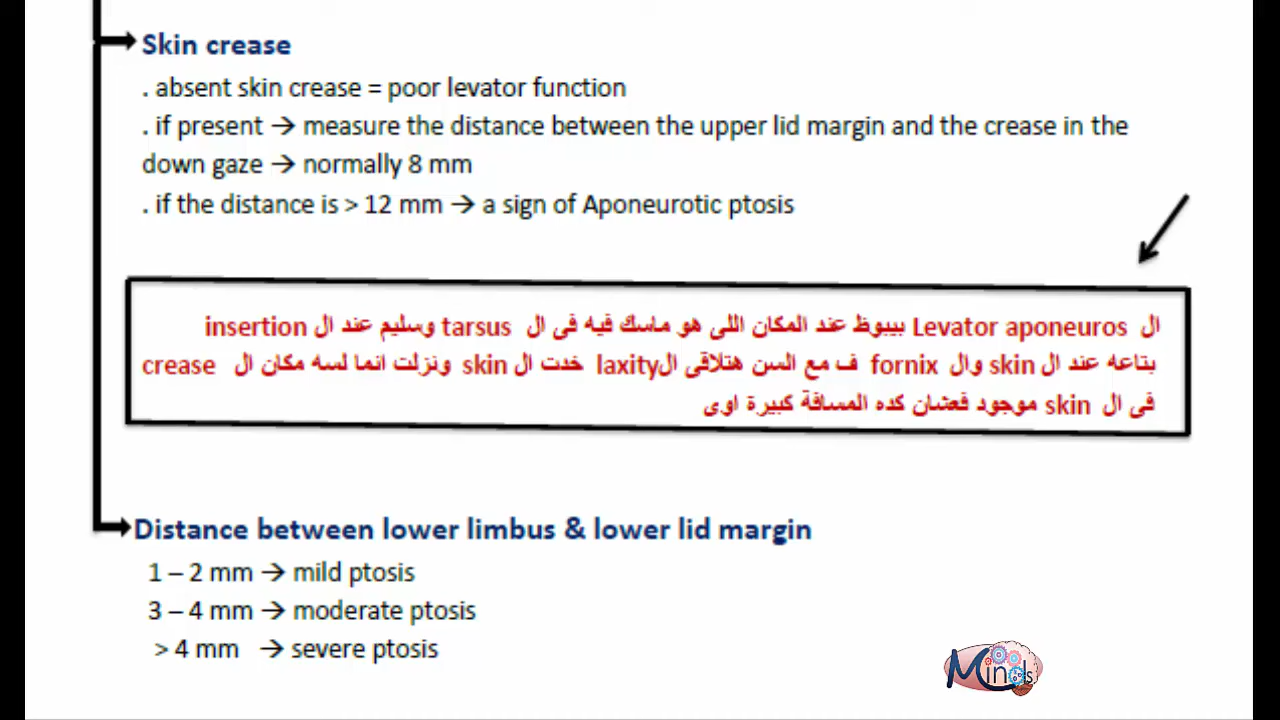 Skin crease
. absent skin crease = poor levator function
. if present → measure the distance between the upper lid margin and the crease in the
down gaze → normally 8 mm
. if the distance is > 12 mm → a sign of Aponeurotic ptosis
ال Levator aponeuros بيبوظ عند المكان اللى هو ماسك فيه فى ال tarsus وسليم عند ال insertion
بتاعه عند ال skin وال fornix ف مع السن هتلاقى الlaxity خدت ال skin ونزلت انما لسه مكان ال crease
فى ال skin موجود فعشان كده المسافة كبيرة اوى
Distance between lower limbus & lower lid margin
1 – 2 mm → mild ptosis
3 – 4 mm → moderate ptosis
> 4 mm → severe ptosis
Minds